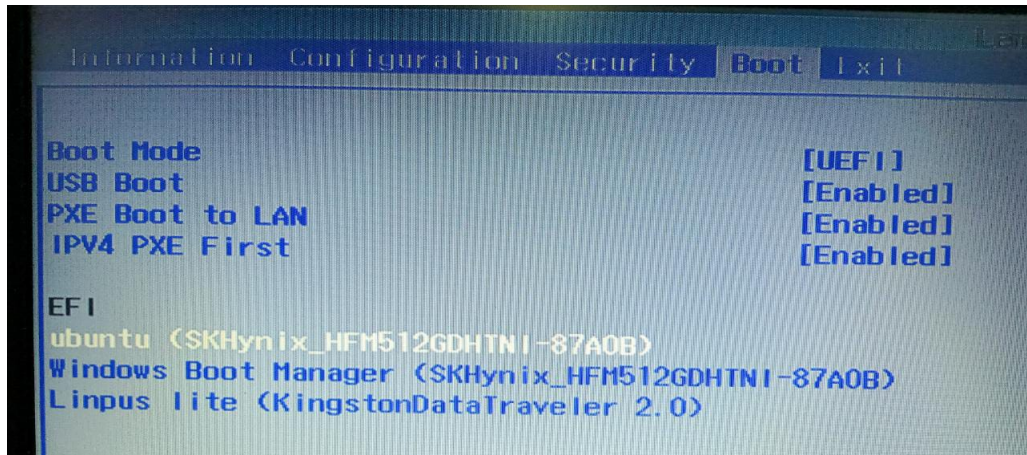 Information Configuration Security Boot Exit
Boot Mode [UEFI]
USB Boot [Enabled]
PXE Boot to LAN [Enabled]
IPV4 PXE First [Enabled]
EFI
ubuntu (SKHynix_HFM512GDHTNI-87A0B)
Windows Boot Manager (SKHynix_HFM512GDHTNI-87A0B)
Linpus lite (KingstonDataTraveler 2.0)